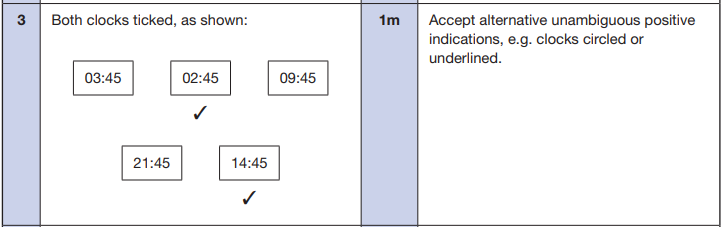 3
Both clocks ticked, as shown:
03:45 02:45 09:45
✓
21:45 14:45
✓
1m
Accept alternative unambiguous positive
indications, e.g. clocks circled or
underlined.